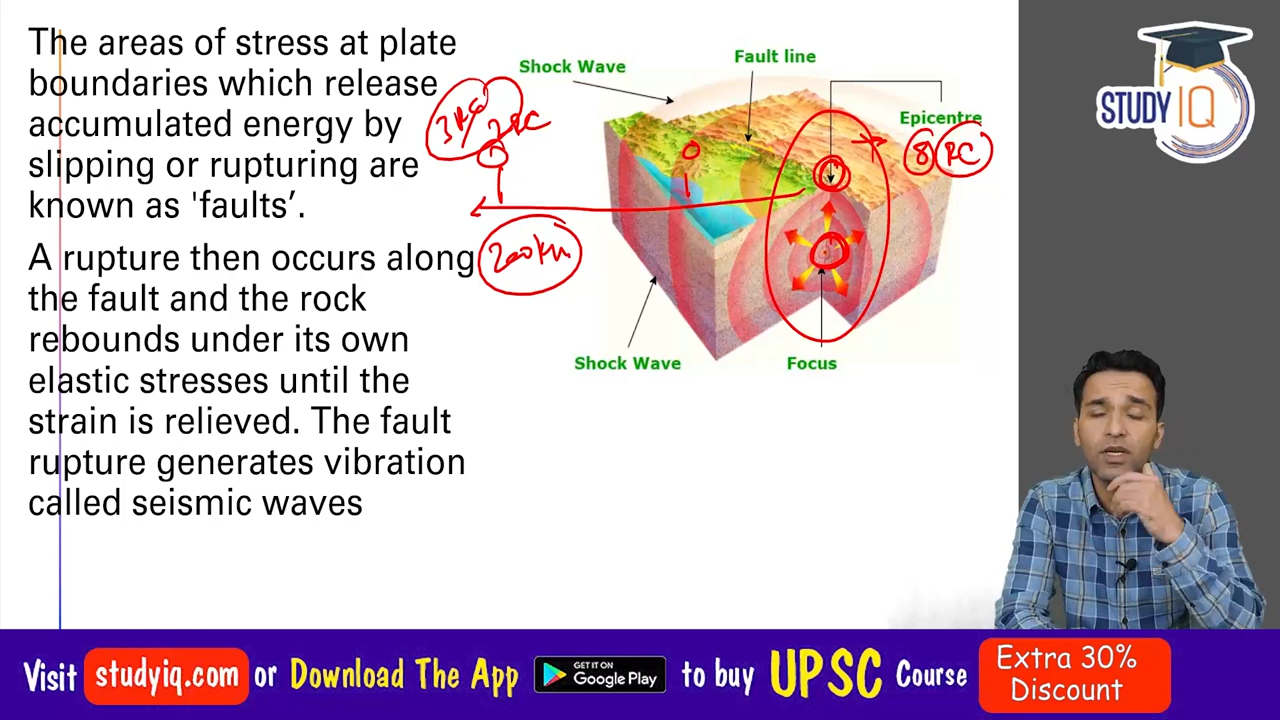 The areas of stress at plate
boundaries which release
accumulated energy by
slipping or rupturing are
known as 'faults’.
A rupture then occurs along
the fault and the rock
rebounds under its own
elastic stresses until the
strain is relieved. The fault
rupture generates vibration
called seismic waves
Shock Wave
Fault line
Epicentre
8
200 km
Shock Wave
Focus
STUDY IQ
Visit studyiq.com or Download The App GET IT ON Google Play to buy UPSC Course
Extra 30%
Discount